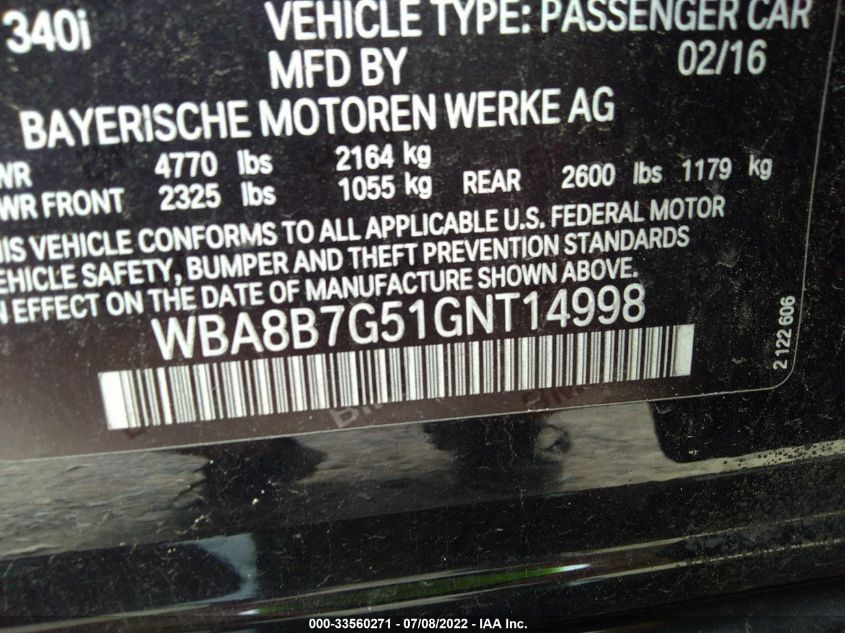 340i VEHICLE TYPE: PASSENGER CAR
MFD BY 02/16
BAYERISCHE MOTOREN WERKE AG
WR 4770 lbs 2164 kg
WR FRONT 2325 lbs 1055 kg REAR 2600 lbs 1179 kg
IS VEHICLE CONFORMS TO ALL APPLICABLE U.S. FEDERAL MOTOR
EHICLE SAFETY, BUMPER AND THEFT PREVENTION STANDARDS
N EFFECT ON THE DATE OF MANUFACTURE SHOWN ABOVE.
WBA8B7G51GNT14998
2 122 606
000-33560271 - 07/08/2022 - IAA Inc.